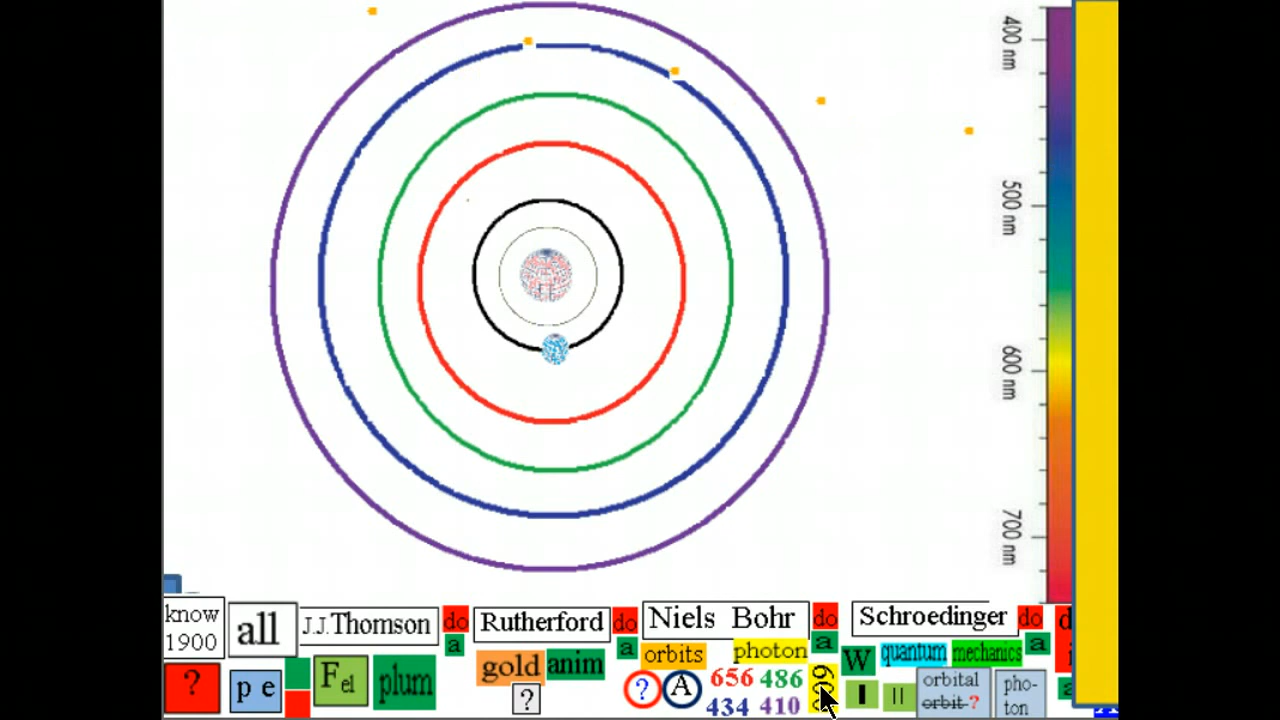 400 nm
500 nm
600 nm
700 nm
know
1900
all
J.J.Thomson
do
a
Rutherford
do
a
Niels Bohr
do
a
Schroedinger
do
a
?
p e
Fel
plum
gold
anim
?
orbits
photon
?
A
656 486
434 410
W
quantum
mechanics
I
II
orbital
orbit ?
pho-
ton